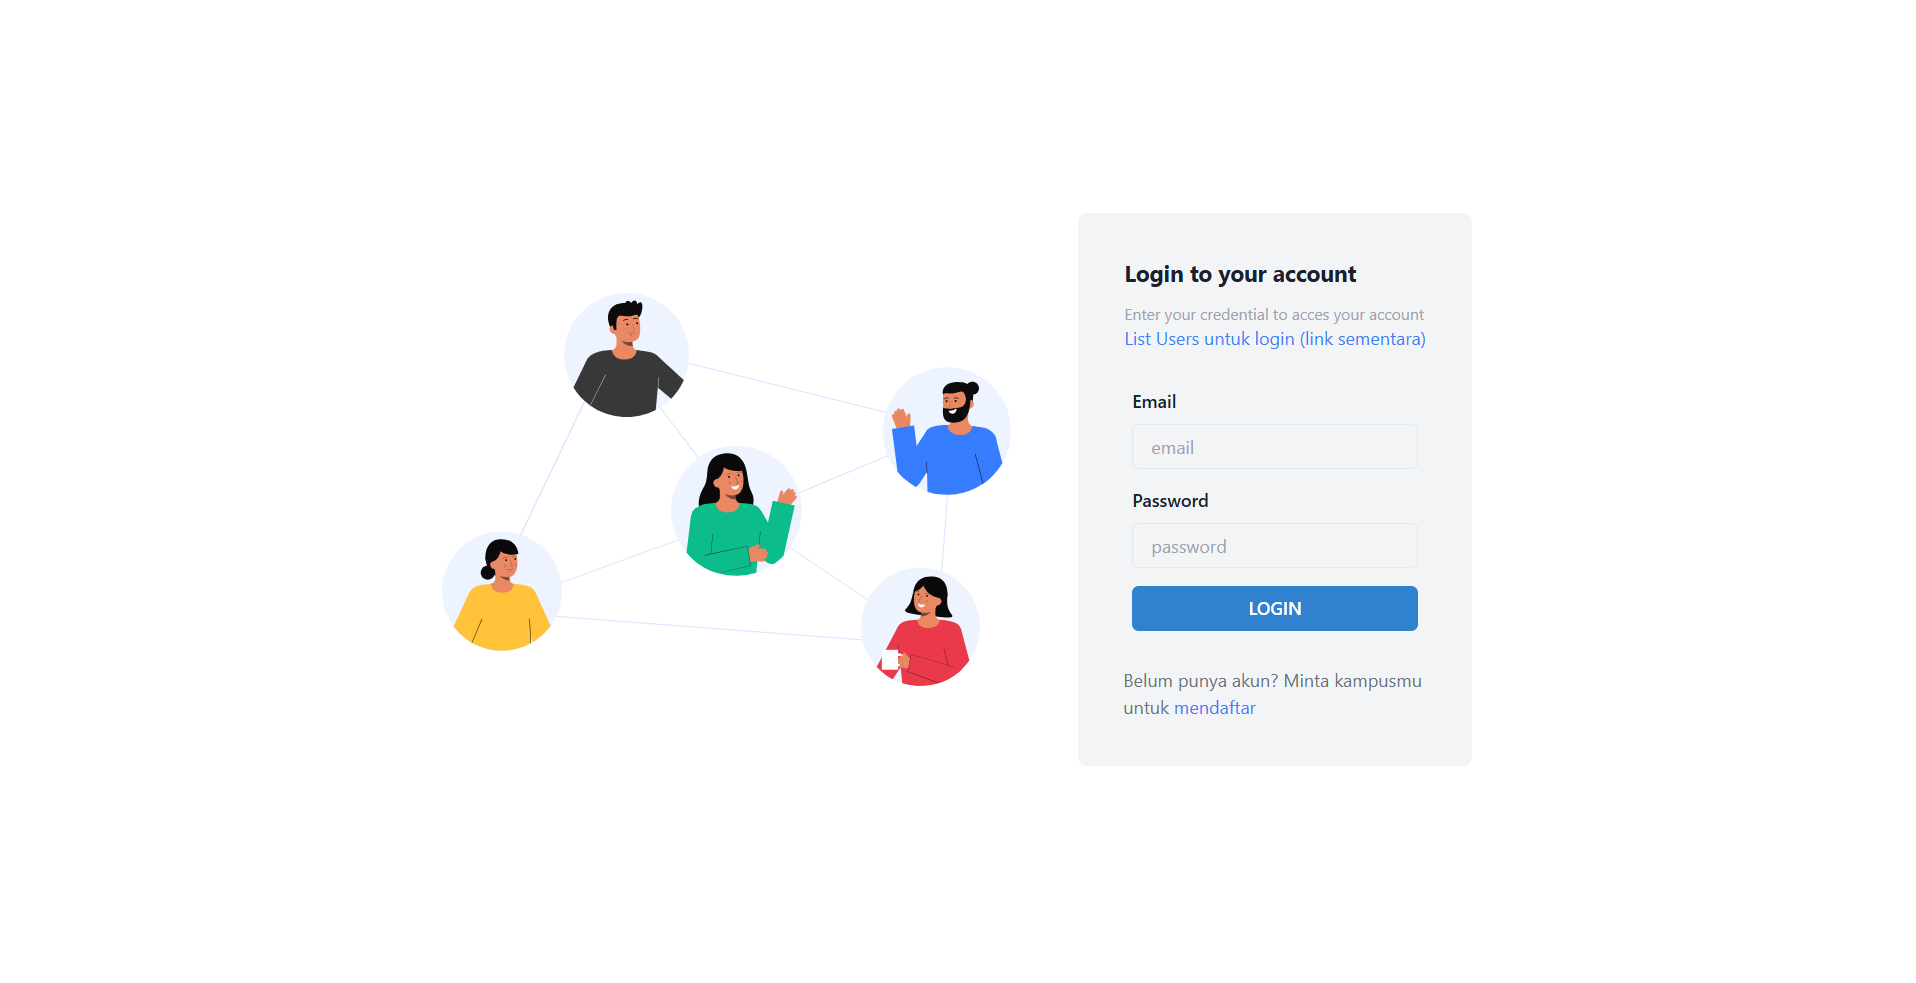 Login to your account
Enter your credential to acces your account
List Users untuk login (link sementara)
Email
email
Password
password
LOGIN
Belum punya akun? Minta kampusmu
untuk mendaftar